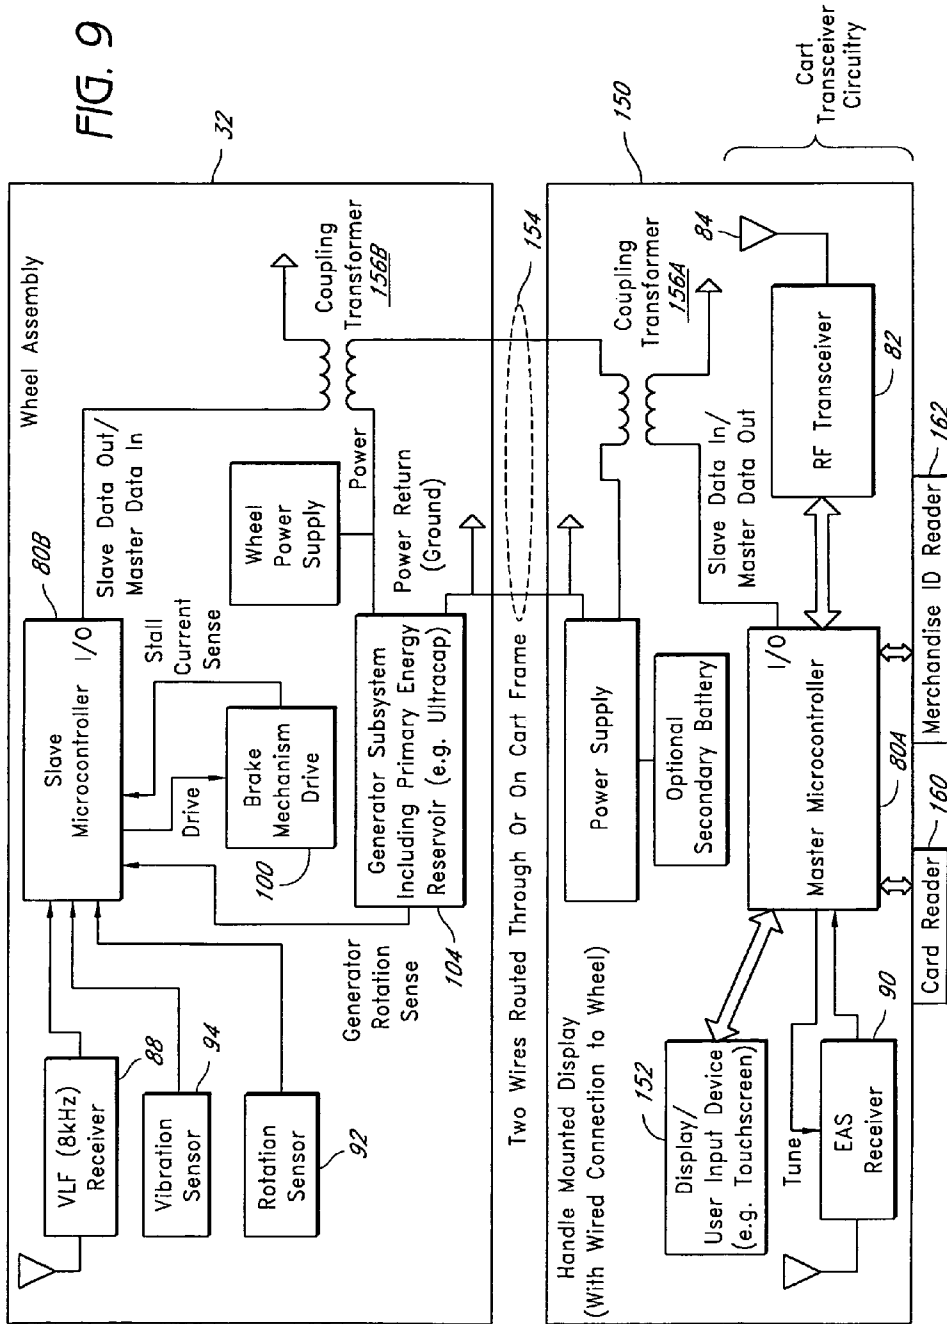 FIG. 9
Wheel Assembly
32
VLF (8kHz)
Receiver
88
Vibration
Sensor
94
Rotation
Sensor
92
Slave
Microcontroller
I/O
80B
Slave Data Out/
Master Data In
Stall
Current
Sense
Drive
Brake
Mechanism
Drive
100
Generator
Rotation
Sense
104
Generator Subsystem
Including Primary Energy
Reservoir (e.g. Ultracap)
Wheel
Power
Supply
Power
Power Return
(Ground)
Coupling
Transformer
156B
Two Wires Routed Through Or On Cart Frame
154
Handle Mounted Display
(With Wired Connection to Wheel)
150
Power Supply
Optional
Secondary Battery
Coupling
Transformer
156A
Slave Data In/
Master Data Out
152
Display/
User Input Device
(e.g. Touchscreen)
Tune
EAS
Receiver
90
I/O
Master Microcontroller
80A
RF Transceiver
82
84
Cart
Transceiver
Circuitry
Card Reader
160
Merchandise ID Reader
162